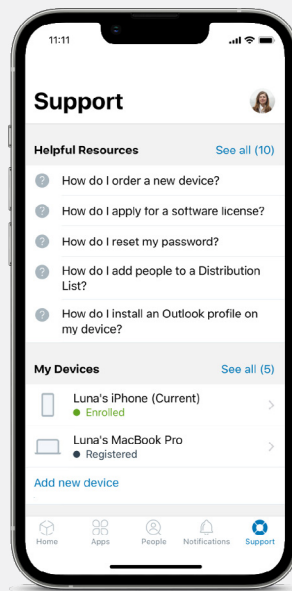 11:11
Support
Helpful Resources See all (10)
How do I order a new device?
How do I apply for a software license?
How do I reset my password?
How do I add people to a Distribution
List?
How do I install an Outlook profile on
my device?
My Devices See all (5)
Luna's iPhone (Current)
Enrolled
Luna's MacBook Pro
Registered
Add new device
Home Apps People Notifications Support